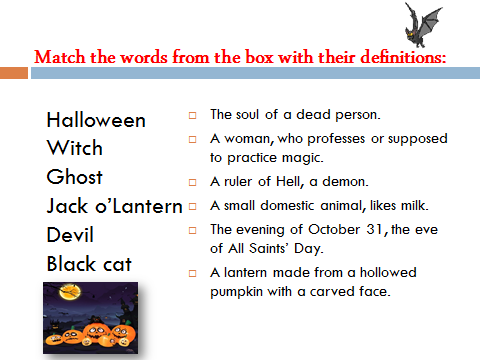 Match the words from the box with their definitions:
Halloween
Witch
Ghost
Jack o’Lantern
Devil
Black cat
The soul of a dead person.
A woman, who professes or supposed
to practice magic.
A ruler of Hell, a demon.
A small domestic animal, likes milk.
The evening of October 31, the eve
of All Saints’ Day.
A lantern made from a hollowed
pumpkin with a carved face.